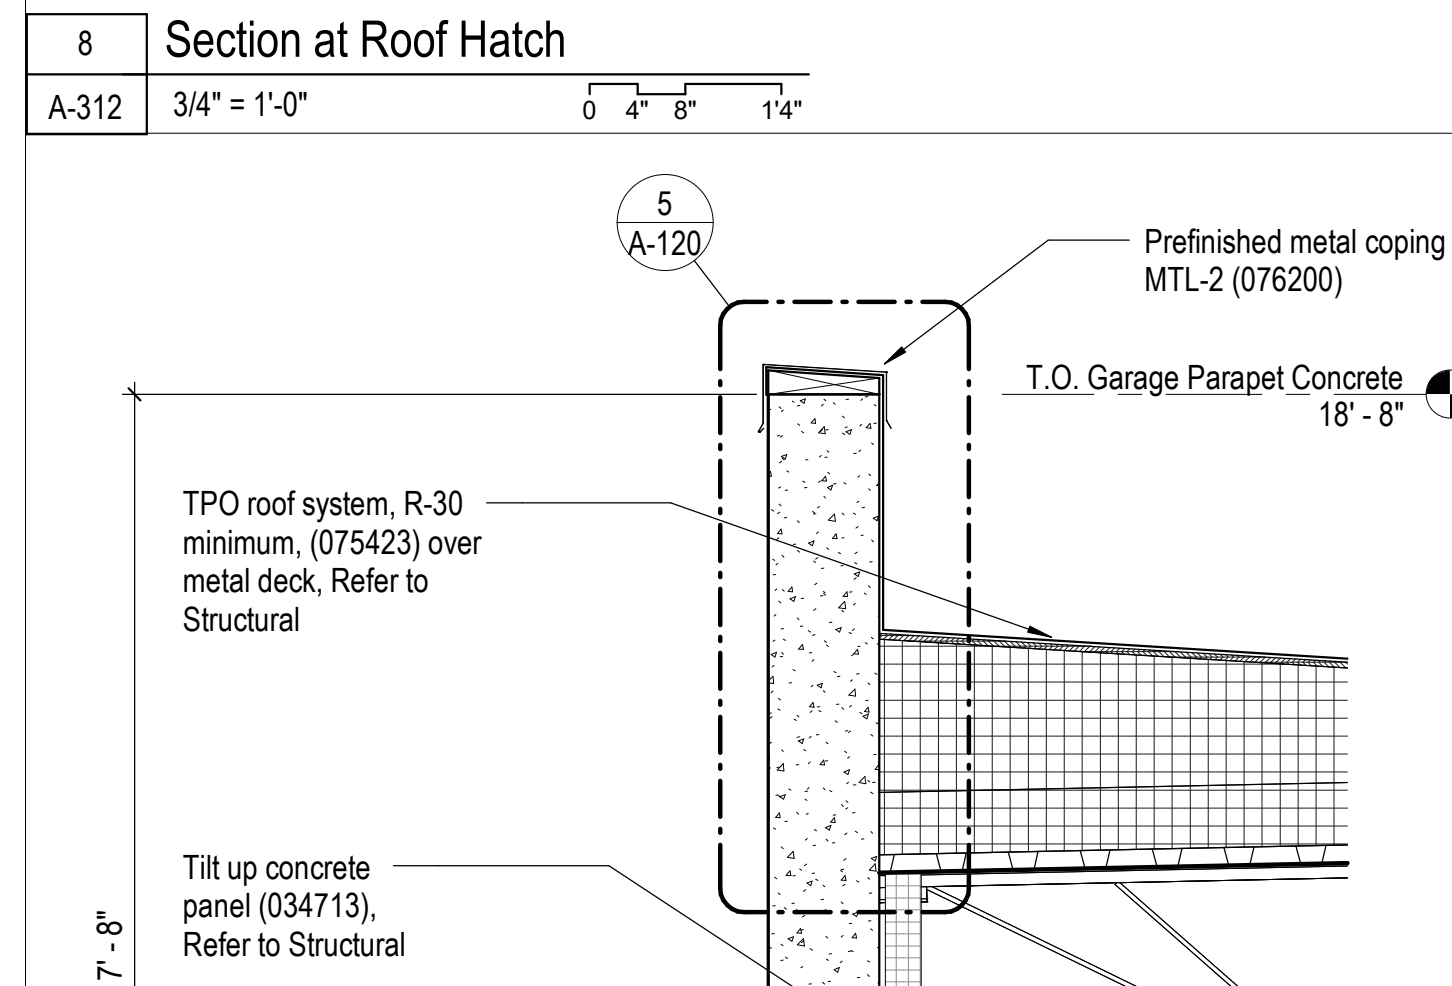 8
Section at Roof Hatch
A-312
3/4" = 1'-0"
0 4" 8" 1'4"
5
A-120
Prefinished metal coping
MTL-2 (076200)
T.O. Garage Parapet Concrete
18' - 8"
TPO roof system, R-30
minimum, (075423) over
metal deck, Refer to
Structural
Tilt up concrete
panel (034713),
Refer to Structural
7' - 8"